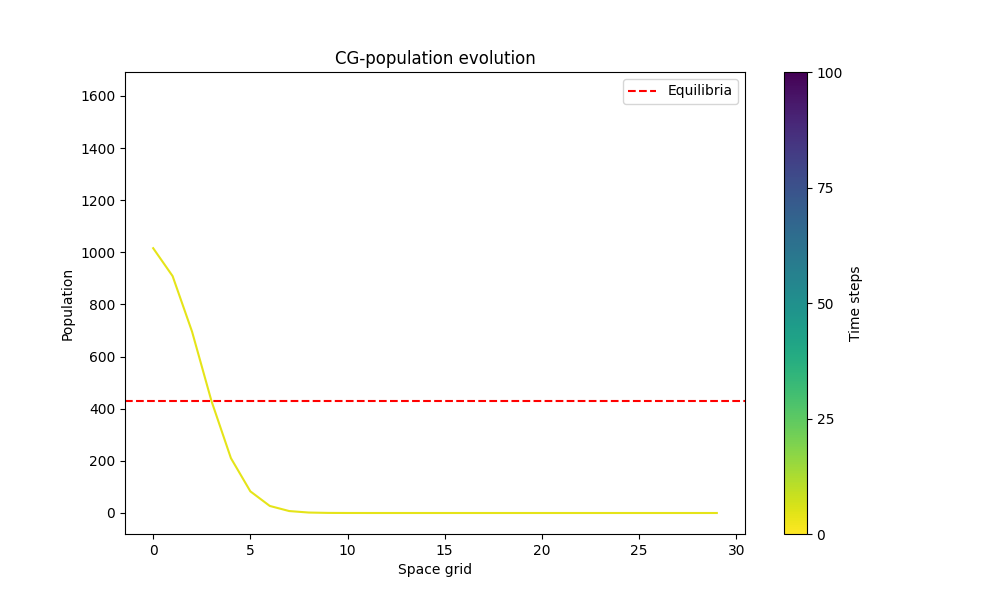 CG-population evolution
Equilibria
Population
1600
1400
1200
1000
800
600
400
200
0
0 5 10 15 20 25 30
Space grid
100
75
50
25
0
Time steps